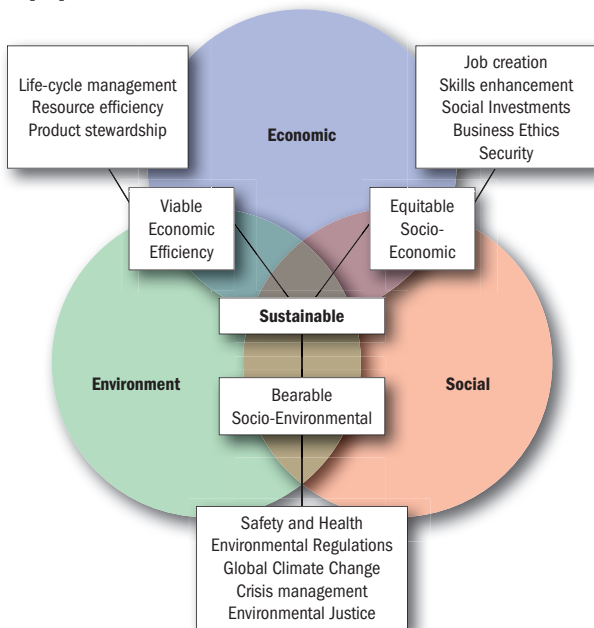 Life-cycle management
Resource efficiency
Product stewardship
Job creation
Skills enhancement
Social Investments
Business Ethics
Security
Economic
Viable
Economic
Efficiency
Equitable
Socio-
Economic
Sustainable
Environment
Social
Bearable
Socio-Environmental
Safety and Health
Environmental Regulations
Global Climate Change
Crisis management
Environmental Justice